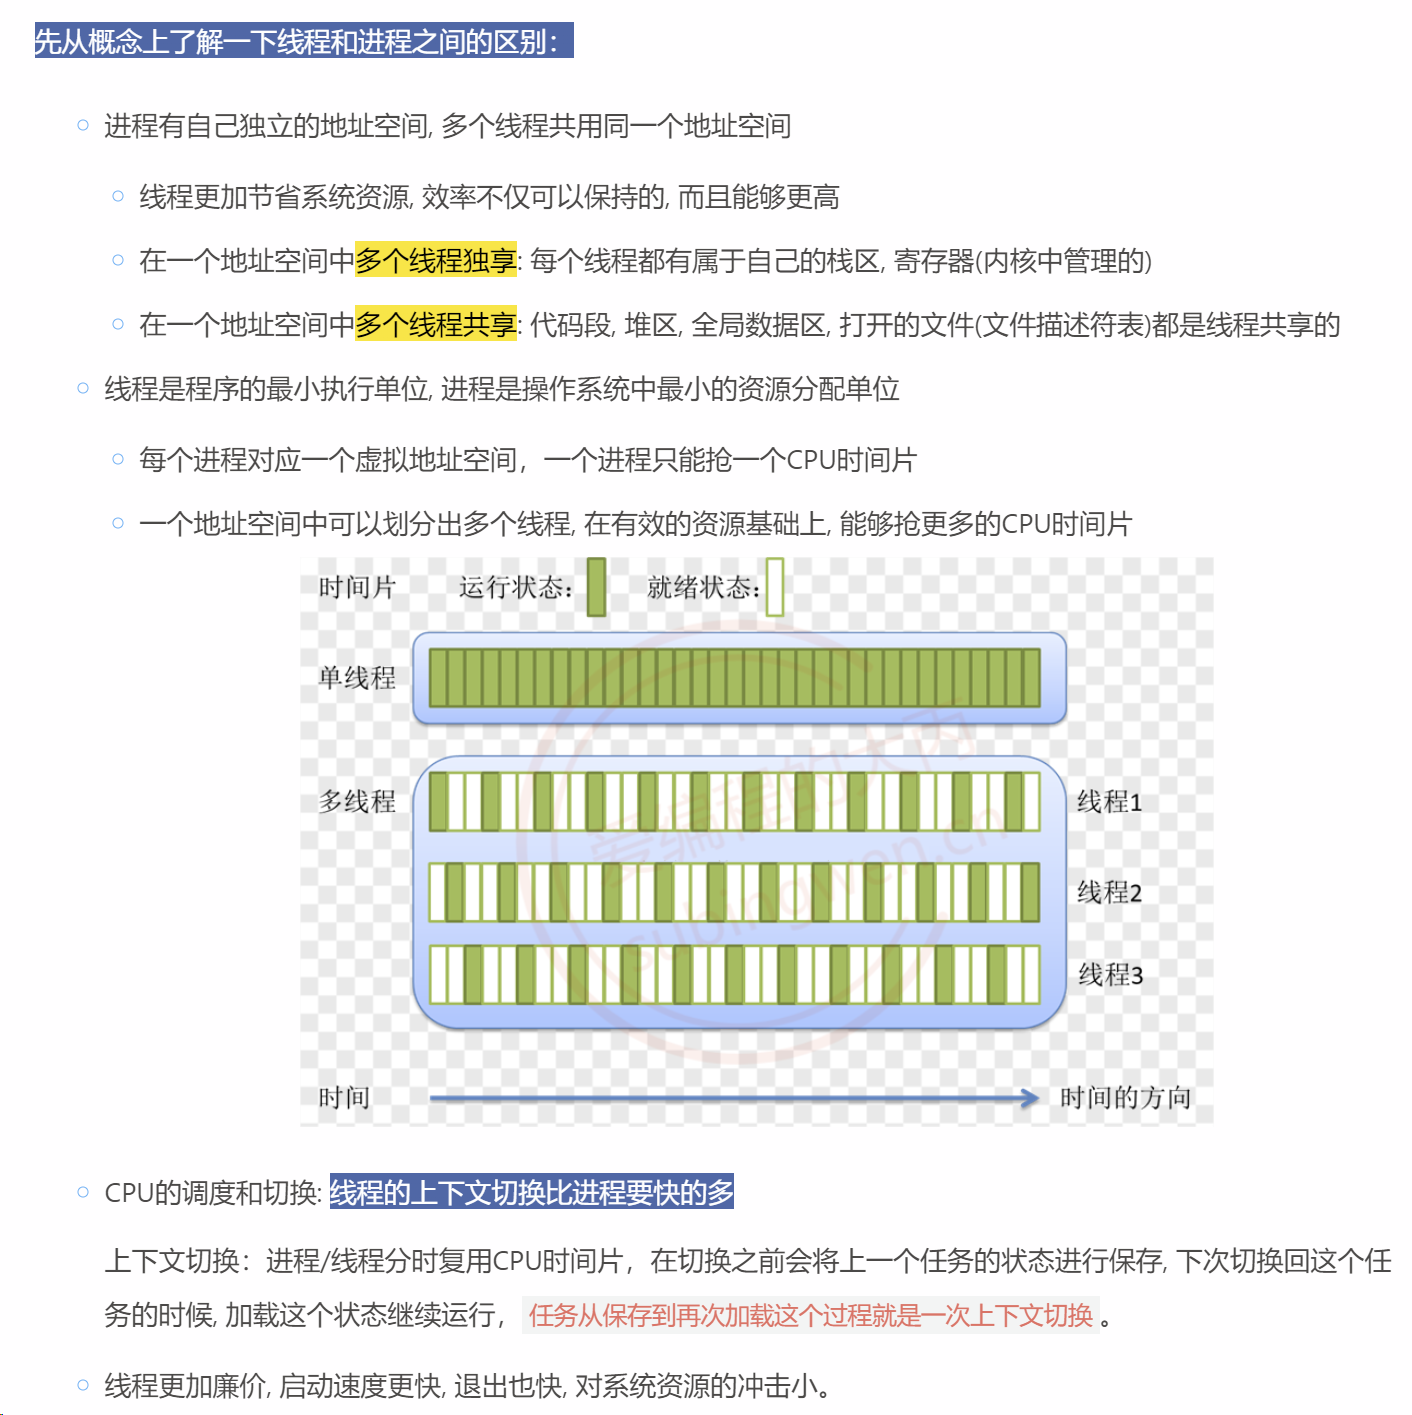 先从概念上了解一下线程和进程之间的区别：
进程有自己独立的地址空间, 多个线程共用同一个地址空间
线程更加节省系统资源, 效率不仅可以保持的, 而且能够更高
在一个地址空间中多个线程独享: 每个线程都有属于自己的栈区, 寄存器(内核中管理的)
在一个地址空间中多个线程共享: 代码段, 堆区, 全局数据区, 打开的文件(文件描述符表)都是线程共享的
线程是程序的最小执行单位, 进程是操作系统中最小的资源分配单位
每个进程对应一个虚拟地址空间，一个进程只能抢一个CPU时间片
一个地址空间中可以划分出多个线程, 在有效的资源基础上, 能够抢更多的CPU时间片
时间片 运行状态： 就绪状态：
单线程
多线程 线程1
线程2
线程3
爱编程的大丙
subingwen.cn
时间 时间的方向
CPU的调度和切换: 线程的上下文切换比进程要快的多
上下文切换：进程/线程分时复用CPU时间片，在切换之前会将上一个任务的状态进行保存, 下次切换回这个任
务的时候, 加载这个状态继续运行，任务从保存到再次加载这个过程就是一次上下文切换。
线程更加廉价, 启动速度更快, 退出也快, 对系统资源的冲击小。